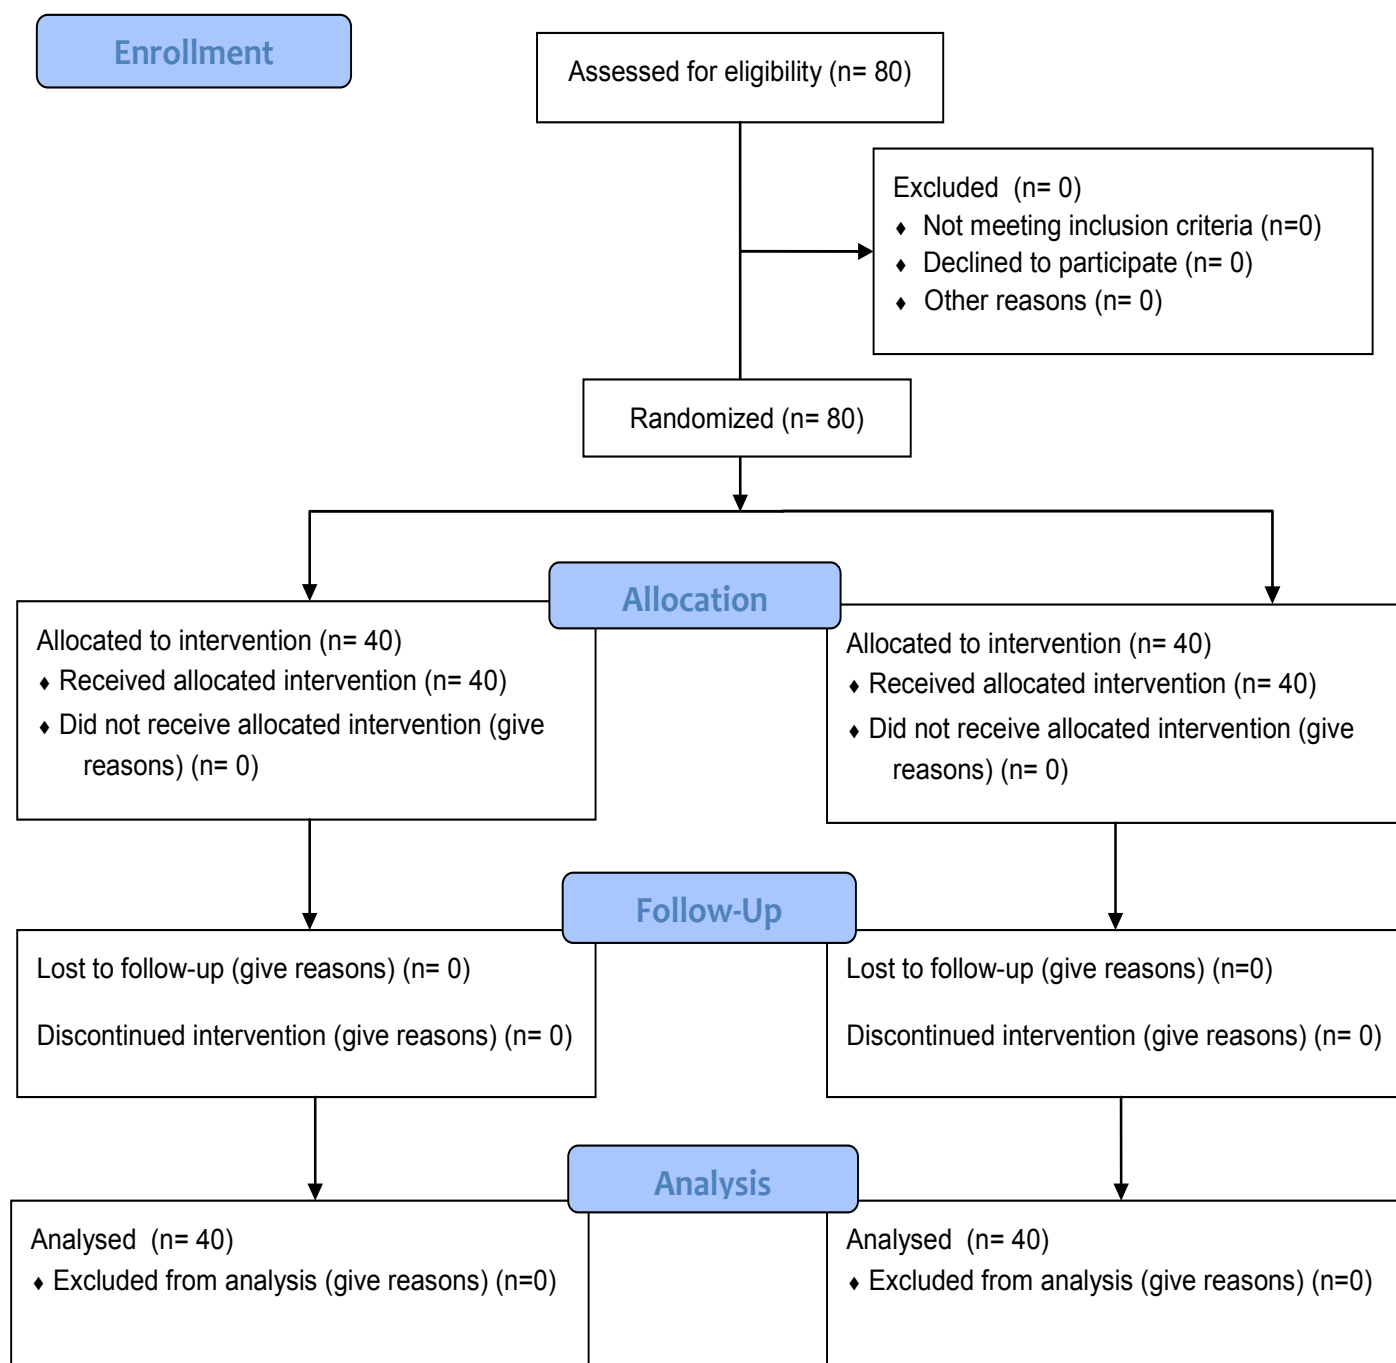 Enrollment
Assessed for eligibility (n= 80)
Excluded  (n= 0)
♦ Not meeting inclusion criteria (n=0)
♦ Declined to participate (n= 0)
♦ Other reasons (n= 0)
Randomized (n= 80)
Allocation
Allocated to intervention (n= 40)
♦ Received allocated intervention (n= 40)
♦ Did not receive allocated intervention (give
reasons) (n= 0)
Allocated to intervention (n= 40)
♦ Received allocated intervention (n= 40)
♦ Did not receive allocated intervention (give
reasons) (n= 0)
Follow-Up
Lost to follow-up (give reasons) (n= 0)
Discontinued intervention (give reasons) (n= 0)
Lost to follow-up (give reasons) (n=0)
Discontinued intervention (give reasons) (n= 0)
Analysis
Analysed  (n= 40)
♦ Excluded from analysis (give reasons) (n=0)
Analysed  (n= 40)
♦ Excluded from analysis (give reasons) (n=0)